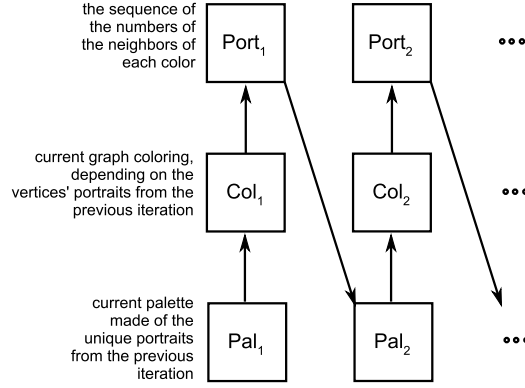 the sequence of
the numbers of
the neighbors of
each color
Port₁
Port₂
current graph coloring,
depending on the
vertices' portraits from the
previous iteration
Col₁
Col₂
current palette
made of the
unique portraits
from the previous
iteration
Pal₁
Pal₂